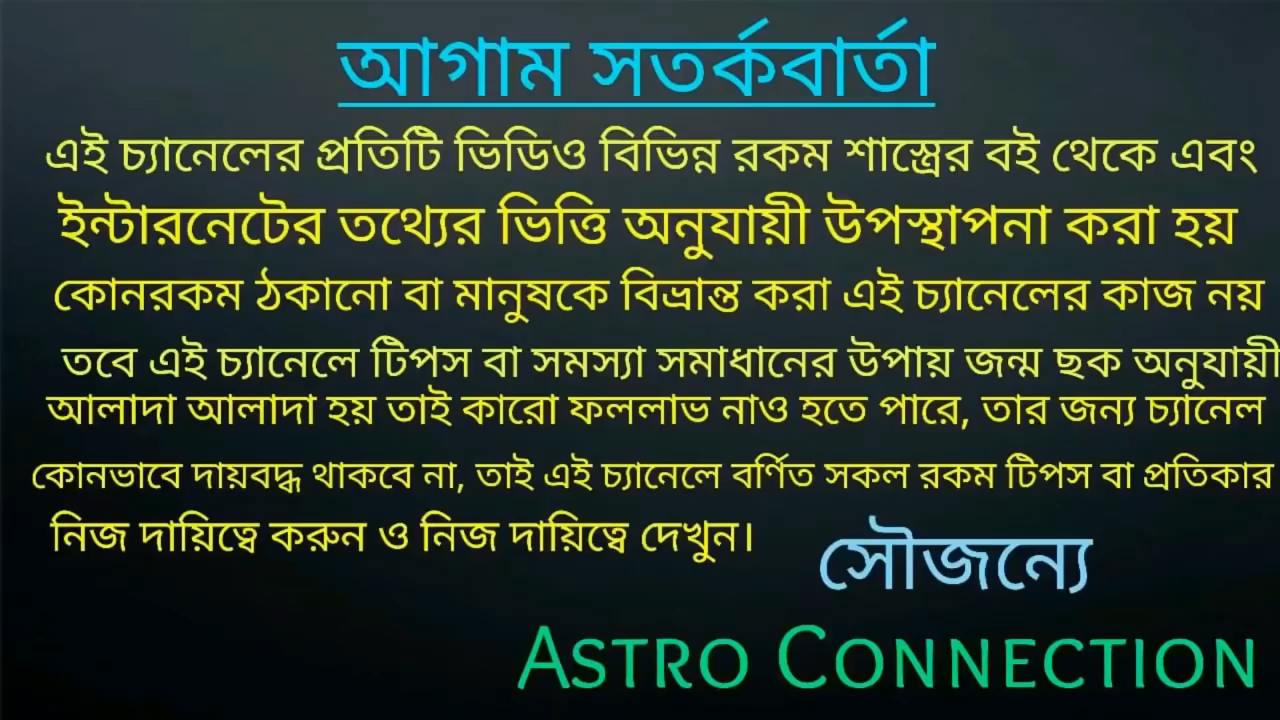 আগাম সতর্কবার্তা
এই চ্যানেলের প্রতিটি ভিডিও বিভিন্ন রকম শাস্ত্রের বই থেকে এবং
ইন্টারনেটের তথ্যের ভিত্তি অনুযায়ী উপস্থাপনা করা হয়
কোনরকম ঠকানো বা মানুষকে বিভ্রান্ত করা এই চ্যানেলের কাজ নয়
তবে এই চ্যানেলে টিপস বা সমস্যা সমাধানের উপায় জন্ম ছক অনুযায়ী
আলাদা আলাদা হয় তাই কারো ফললাভ নাও হতে পারে, তার জন্য চ্যানেল
কোনভাবে দায়বদ্ধ থাকবে না, তাই এই চ্যানেলে বর্ণিত সকল রকম টিপস বা প্রতিকার
নিজ দায়িত্বে করুন ও নিজ দায়িত্বে দেখুন।
সৌজন্যে
ASTRO CONNECTION